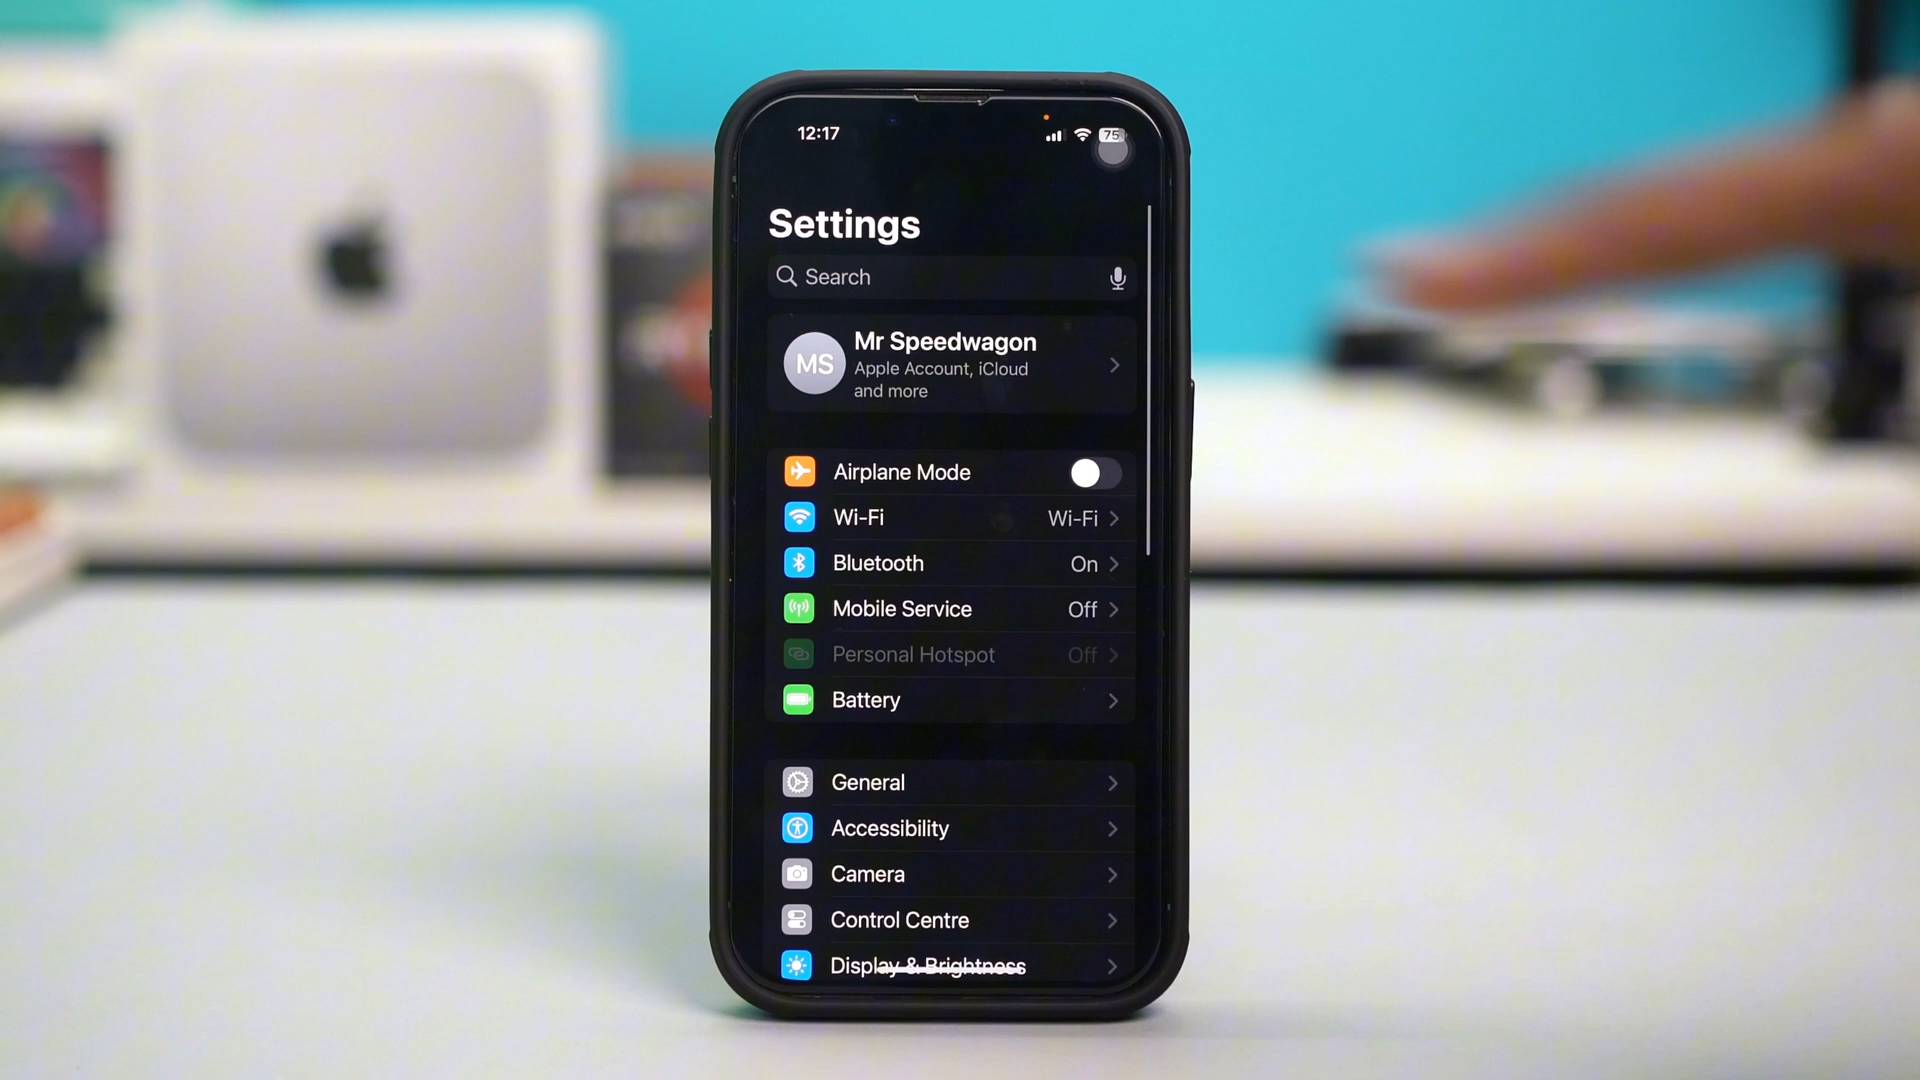 12:17
75
Settings
Search
MS
Mr Speedwagon
Apple Account, iCloud
and more
Airplane Mode
Wi-Fi
Wi-Fi
Bluetooth
On
Mobile Service
Off
Personal Hotspot
Off
Battery
General
Accessibility
Camera
Control Centre
Display & Brightness